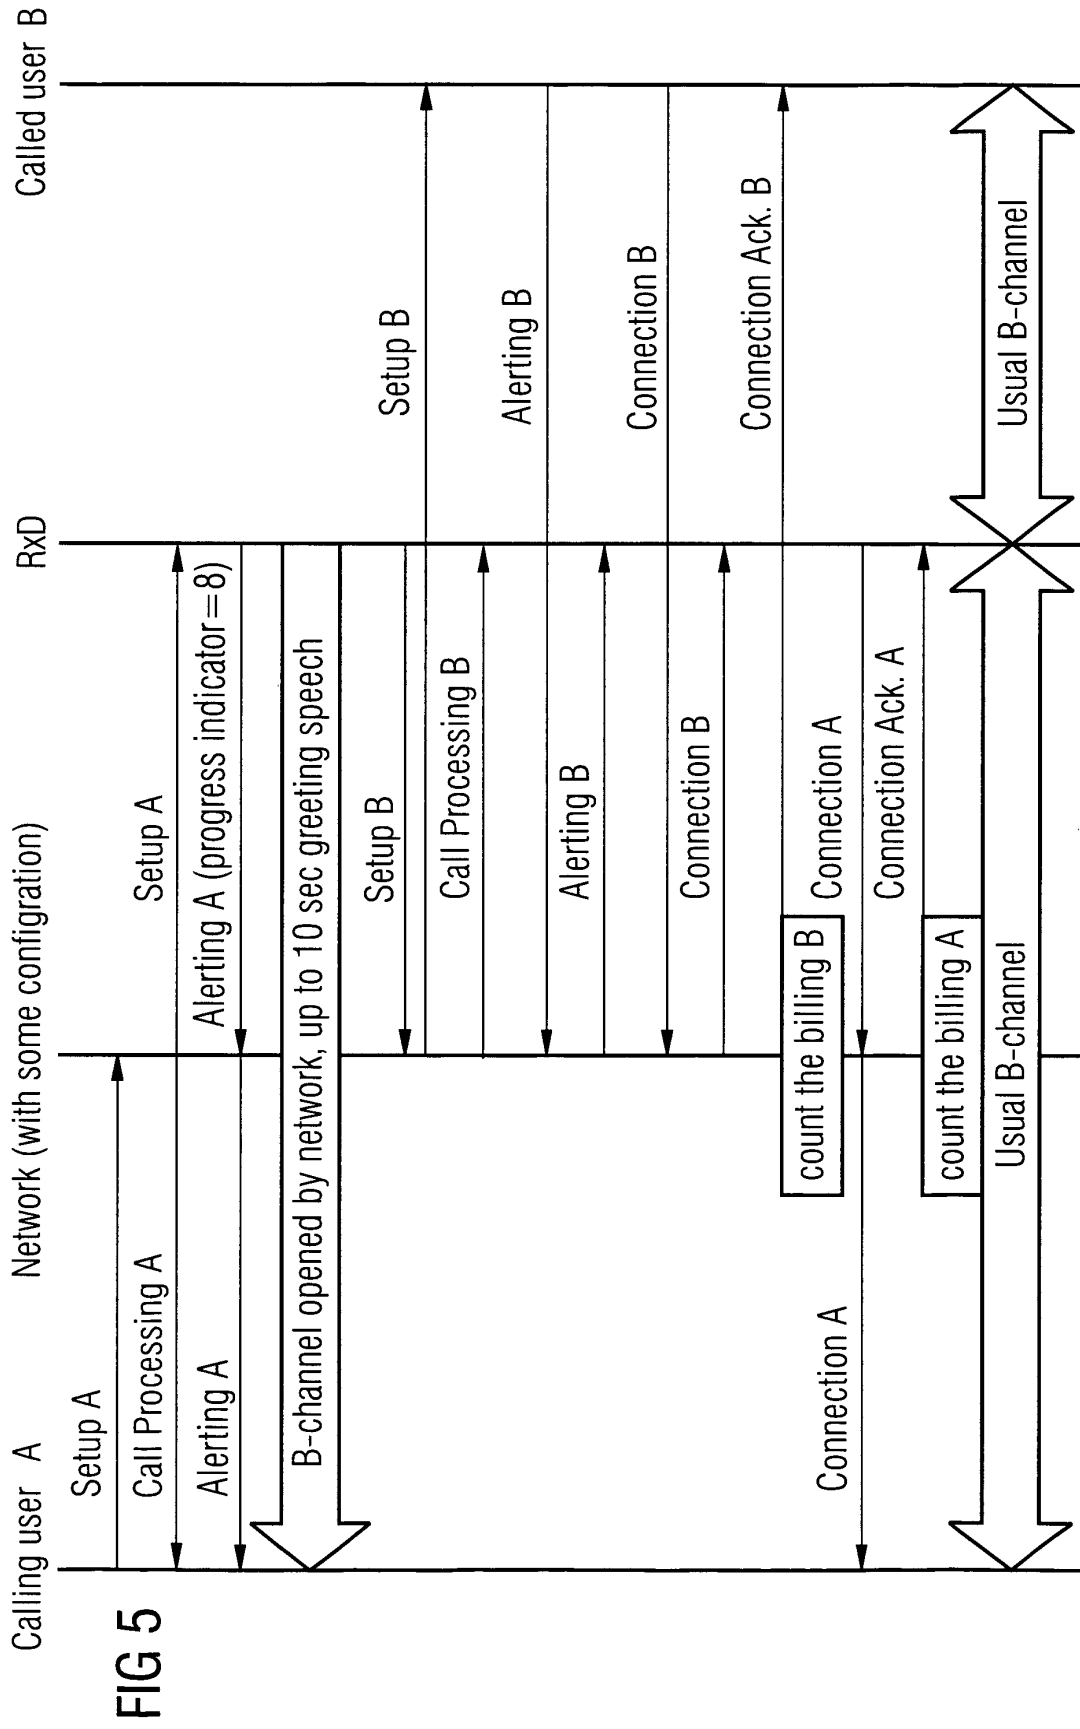 FIG 5
Calling user A
Network (with some configration)
RxD
Called user B
Setup A
Call Processing A
Setup A
Alerting A
Alerting A (progress indicator=8)
B-channel opened by network, up to 10 sec greeting speech
Setup B
Setup B
Call Processing B
Alerting B
Alerting B
Connection B
Connection B
Connection Ack. B
count the billing B
Connection A
Connection A
Connection Ack. A
count the billing A
Usual B-channel
Usual B-channel